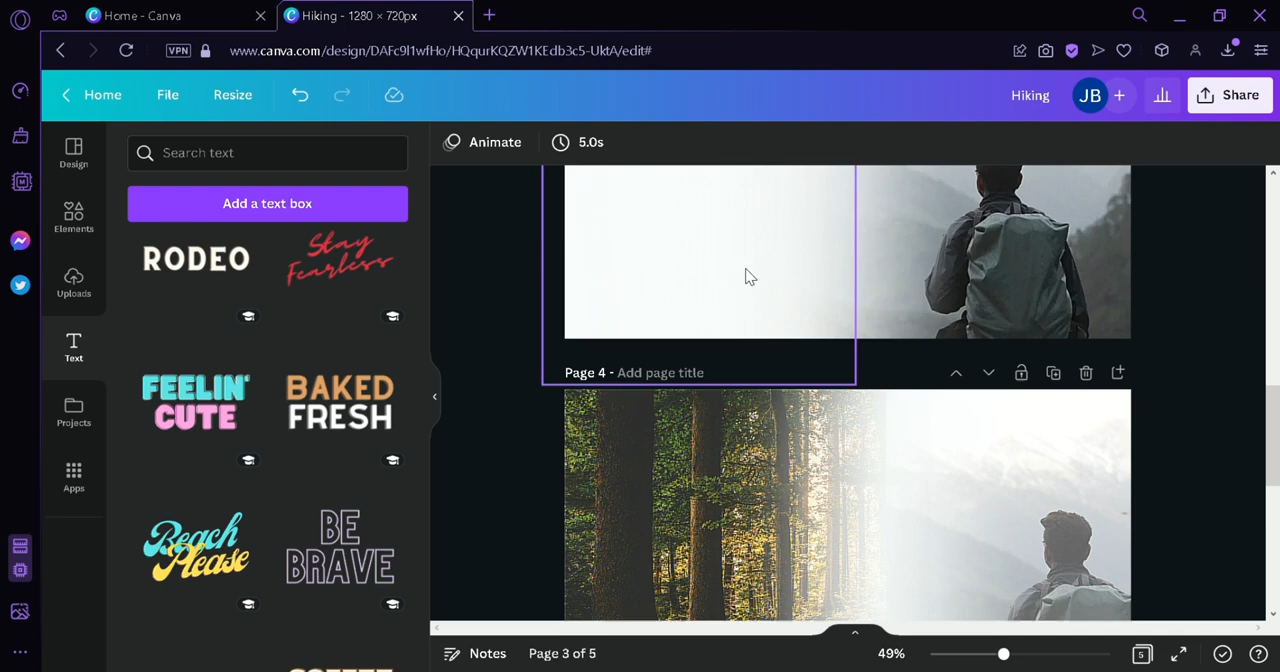 Home - Canva
Hiking - 1280 × 720px
VPN
www.canva.com/design/DAFc9l1wfHo/HQqurKQZW1KEdb3c5-UktA/edit#
Home
File
Resize
Hiking
JB
Share
Design
Elements
Uploads
Text
Projects
Apps
Search text
Add a text box
RODEO
Stay
Fearless
FEELIN'
CUTE
BAKED
FRESH
Beach
Please
BE
BRAVE
Animate
5.0s
Page 4 - Add page title
Notes
Page 3 of 5
49%
5